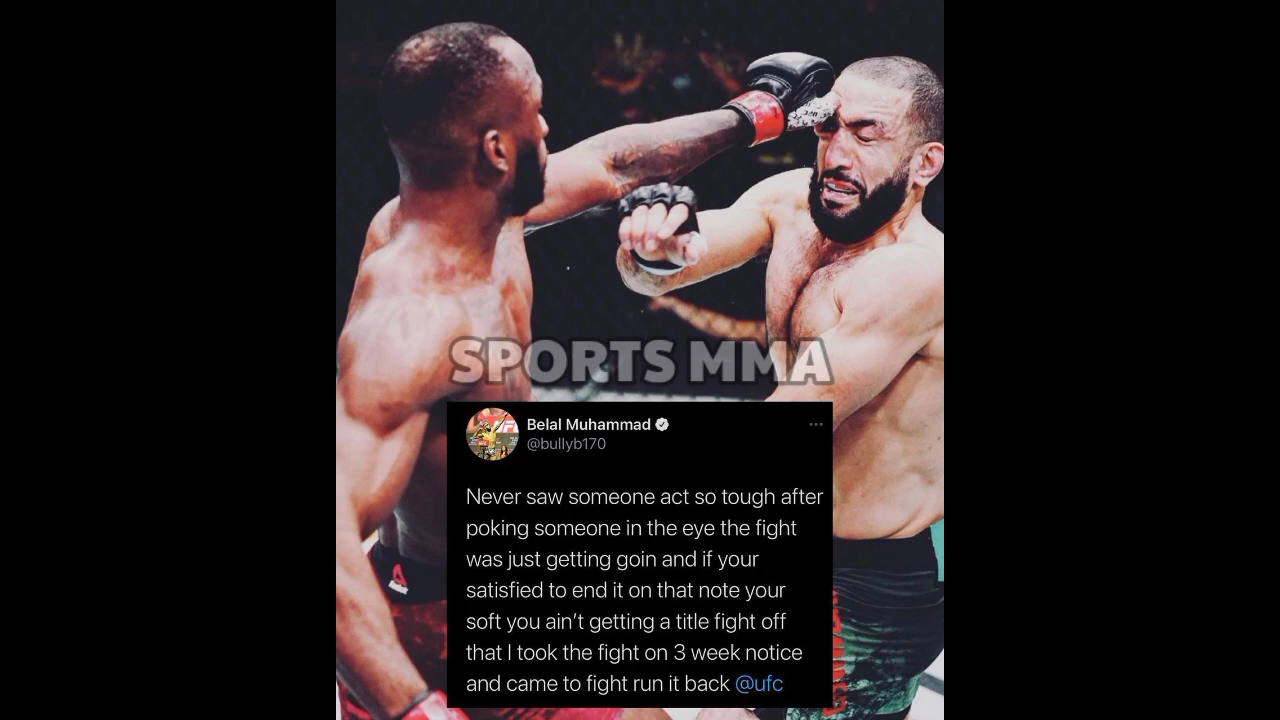 SPORTS MMA
Belal Muhammad
@bullyb170
Never saw someone act so tough after
poking someone in the eye the fight
was just getting goin and if your
satisfied to end it on that note your
soft you ain't getting a title fight off
that I took the fight on 3 week notice
and came to fight run it back @ufc